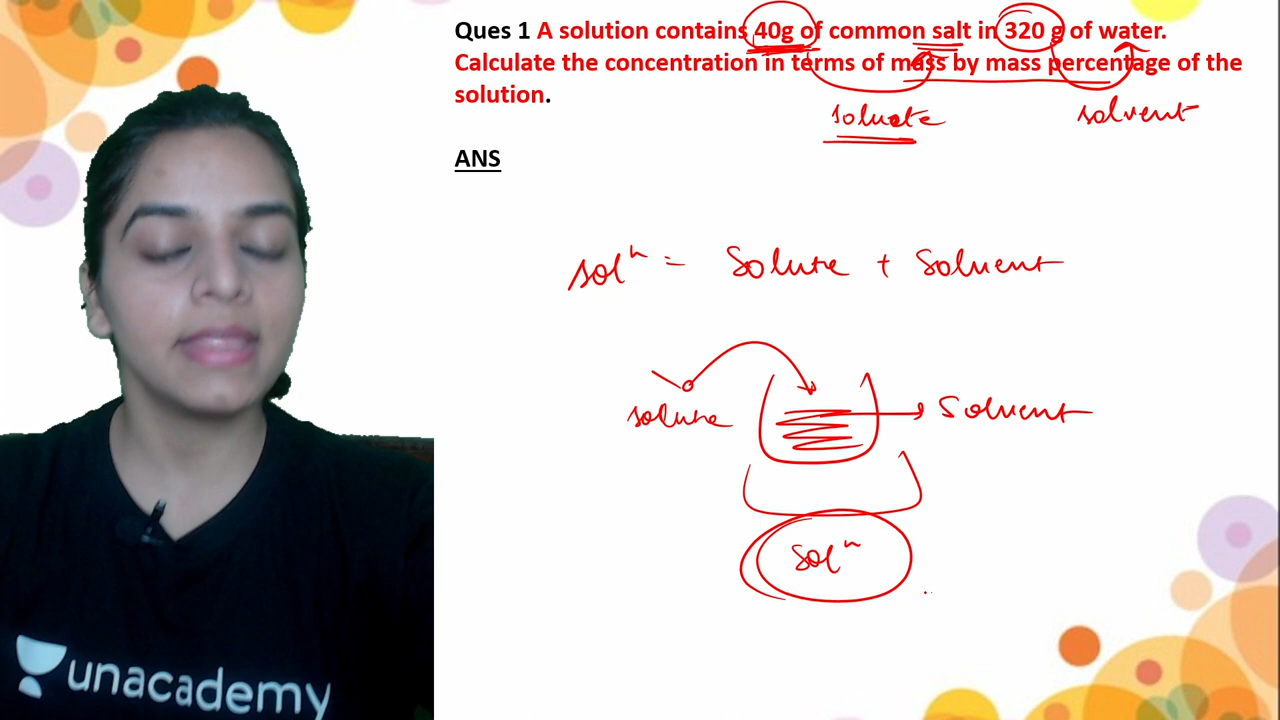 Ques 1 A solution contains 40g of common salt in 320 g of water.
Calculate the concentration in terms of mass by mass percentage of the
solution.
solute
solvent
ANS
solⁿ = Solute + Solvent
solute
Solvent
Solⁿ
unacademy